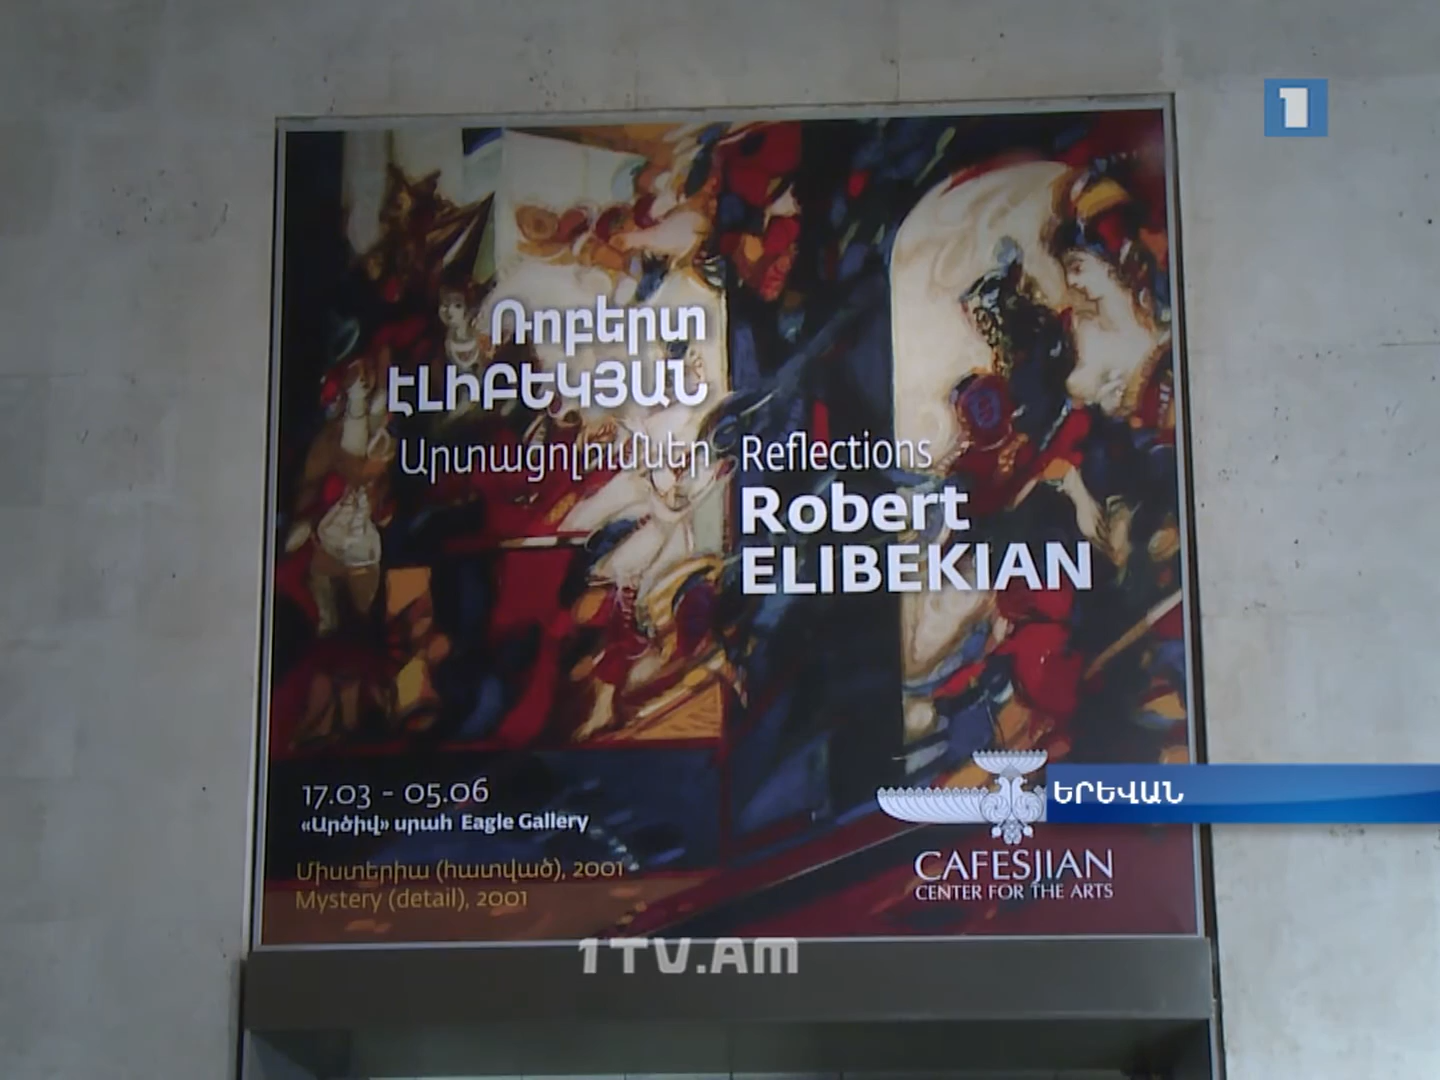 1
Ռոբերտ
ԷԼԻԲԵԿՅԱՆ
Արտացոլումներ
Reflections
Robert
ELIBEKIAN
17.03 - 05.06
«Արծիվ» սրահ Eagle Gallery
Միստերիա (հատված), 2001
Mystery (detail), 2001
ԵՐԵՎԱՆ
CAFESJIAN
CENTER FOR THE ARTS
1TV.AM